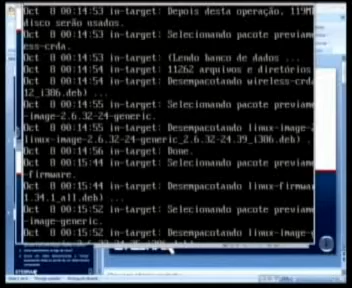 Oct 8 00:14:53 in-target: Depois desta operação, 119M
disco serão usados.
Oct 8 00:14:53 in-target: Selecionando pacote previam
ess-crda.
Oct 8 00:14:53 in-target: (Lendo banco de dados ...
Oct 8 00:14:54 in-target: 11262 arquivos e diretórios
Oct 8 00:14:54 in-target: Desempacotando wireless-crd
12_i386.deb) ...
Oct 8 00:14:55 in-target: Selecionando pacote previam
-image-2.6.32-24-generic.
Oct 8 00:14:55 in-target: Desempacotando linux-image-2
linux-image-2.6.32-24-generic_2.6.32-24.39_i386.deb) .
Oct 8 00:14:56 in-target: Done.
Oct 8 00:15:44 in-target: Selecionando pacote previam
-firmware.
Oct 8 00:15:44 in-target: Desempacotando linux-firmwar
1.34.1_all.deb) ...
Oct 8 00:15:52 in-target: Selecionando pacote previam
-image-generic.
Oct 8 00:15:52 in-target: Desempacotando linux-image-g